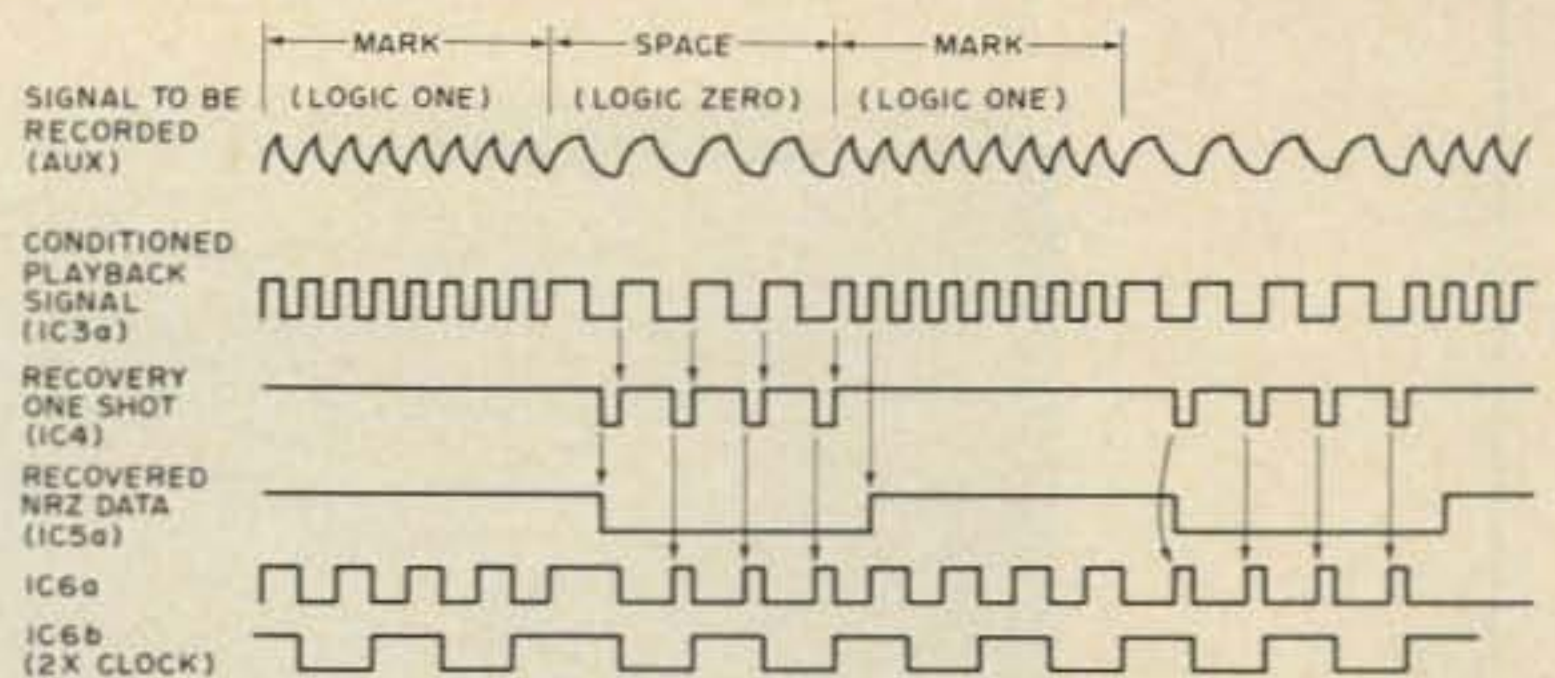 MARK
SPACE
MARK
SIGNAL TO BE
RECORDED
(AUX)
(LOGIC ONE)
(LOGIC ZERO)
(LOGIC ONE)
CONDITIONED
PLAYBACK
SIGNAL
(IC3a)
RECOVERY
ONE SHOT
(IC4)
RECOVERED
NRZ DATA
(IC5a)
IC6a
IC6b
(2X CLOCK)